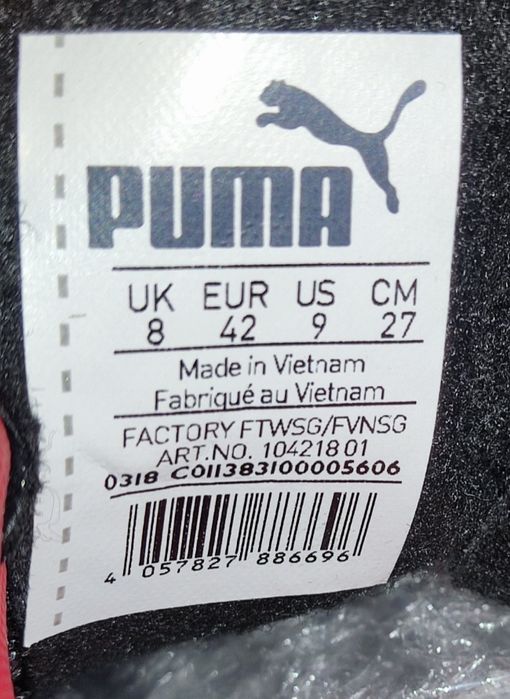 PUMA
UK EUR US CM
8 42 9 27
Made in Vietnam
Fabriqué au Vietnam
FACTORY FTWSG/FVNSG
ART.NO. 104218 01
0318 C011383100005606
4 057827 886696